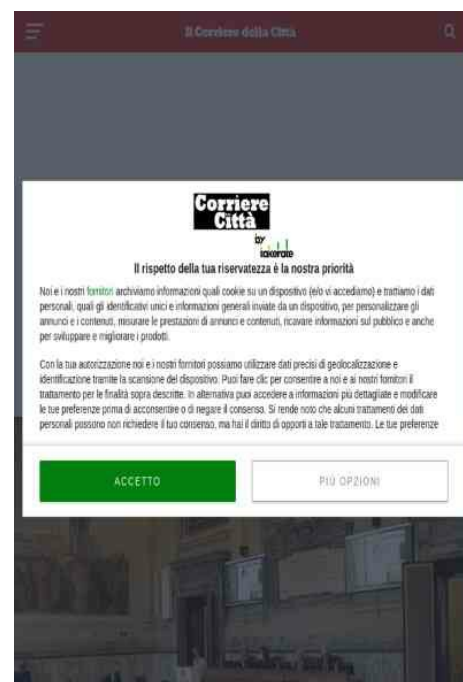 Il Corriere della Città
Corriere
Città
by
takerate
Il rispetto della tua riservatezza è la nostra priorità
Noi e i nostri fornitori archiviamo informazioni quali cookie su un dispositivo (e/o vi accediamo) e trattiamo i dati
personali, quali gli identificativi unici e informazioni generali inviate da un dispositivo, per personalizzare gli
annunci e i contenuti, misurare le prestazioni di annunci e contenuti, ricavare informazioni sul pubblico e anche
per sviluppare e migliorare i prodotti.
Con la tua autorizzazione noi e i nostri fornitori possiamo utilizzare dati precisi di geolocalizzazione e
identificazione tramite la scansione del dispositivo. Puoi fare clic per consentire a noi e ai nostri fornitori il
trattamento per le finalità sopra descritte. In alternativa puoi accedere a informazioni più dettagliate e modificare
le tue preferenze prima di acconsentire o di negare il consenso. Si rende noto che alcuni trattamenti dei dati
personali possono non richiedere il tuo consenso, ma hai il diritto di opporti a tale trattamento. Le tue preferenze
ACCETTO
PIÙ OPZIONI